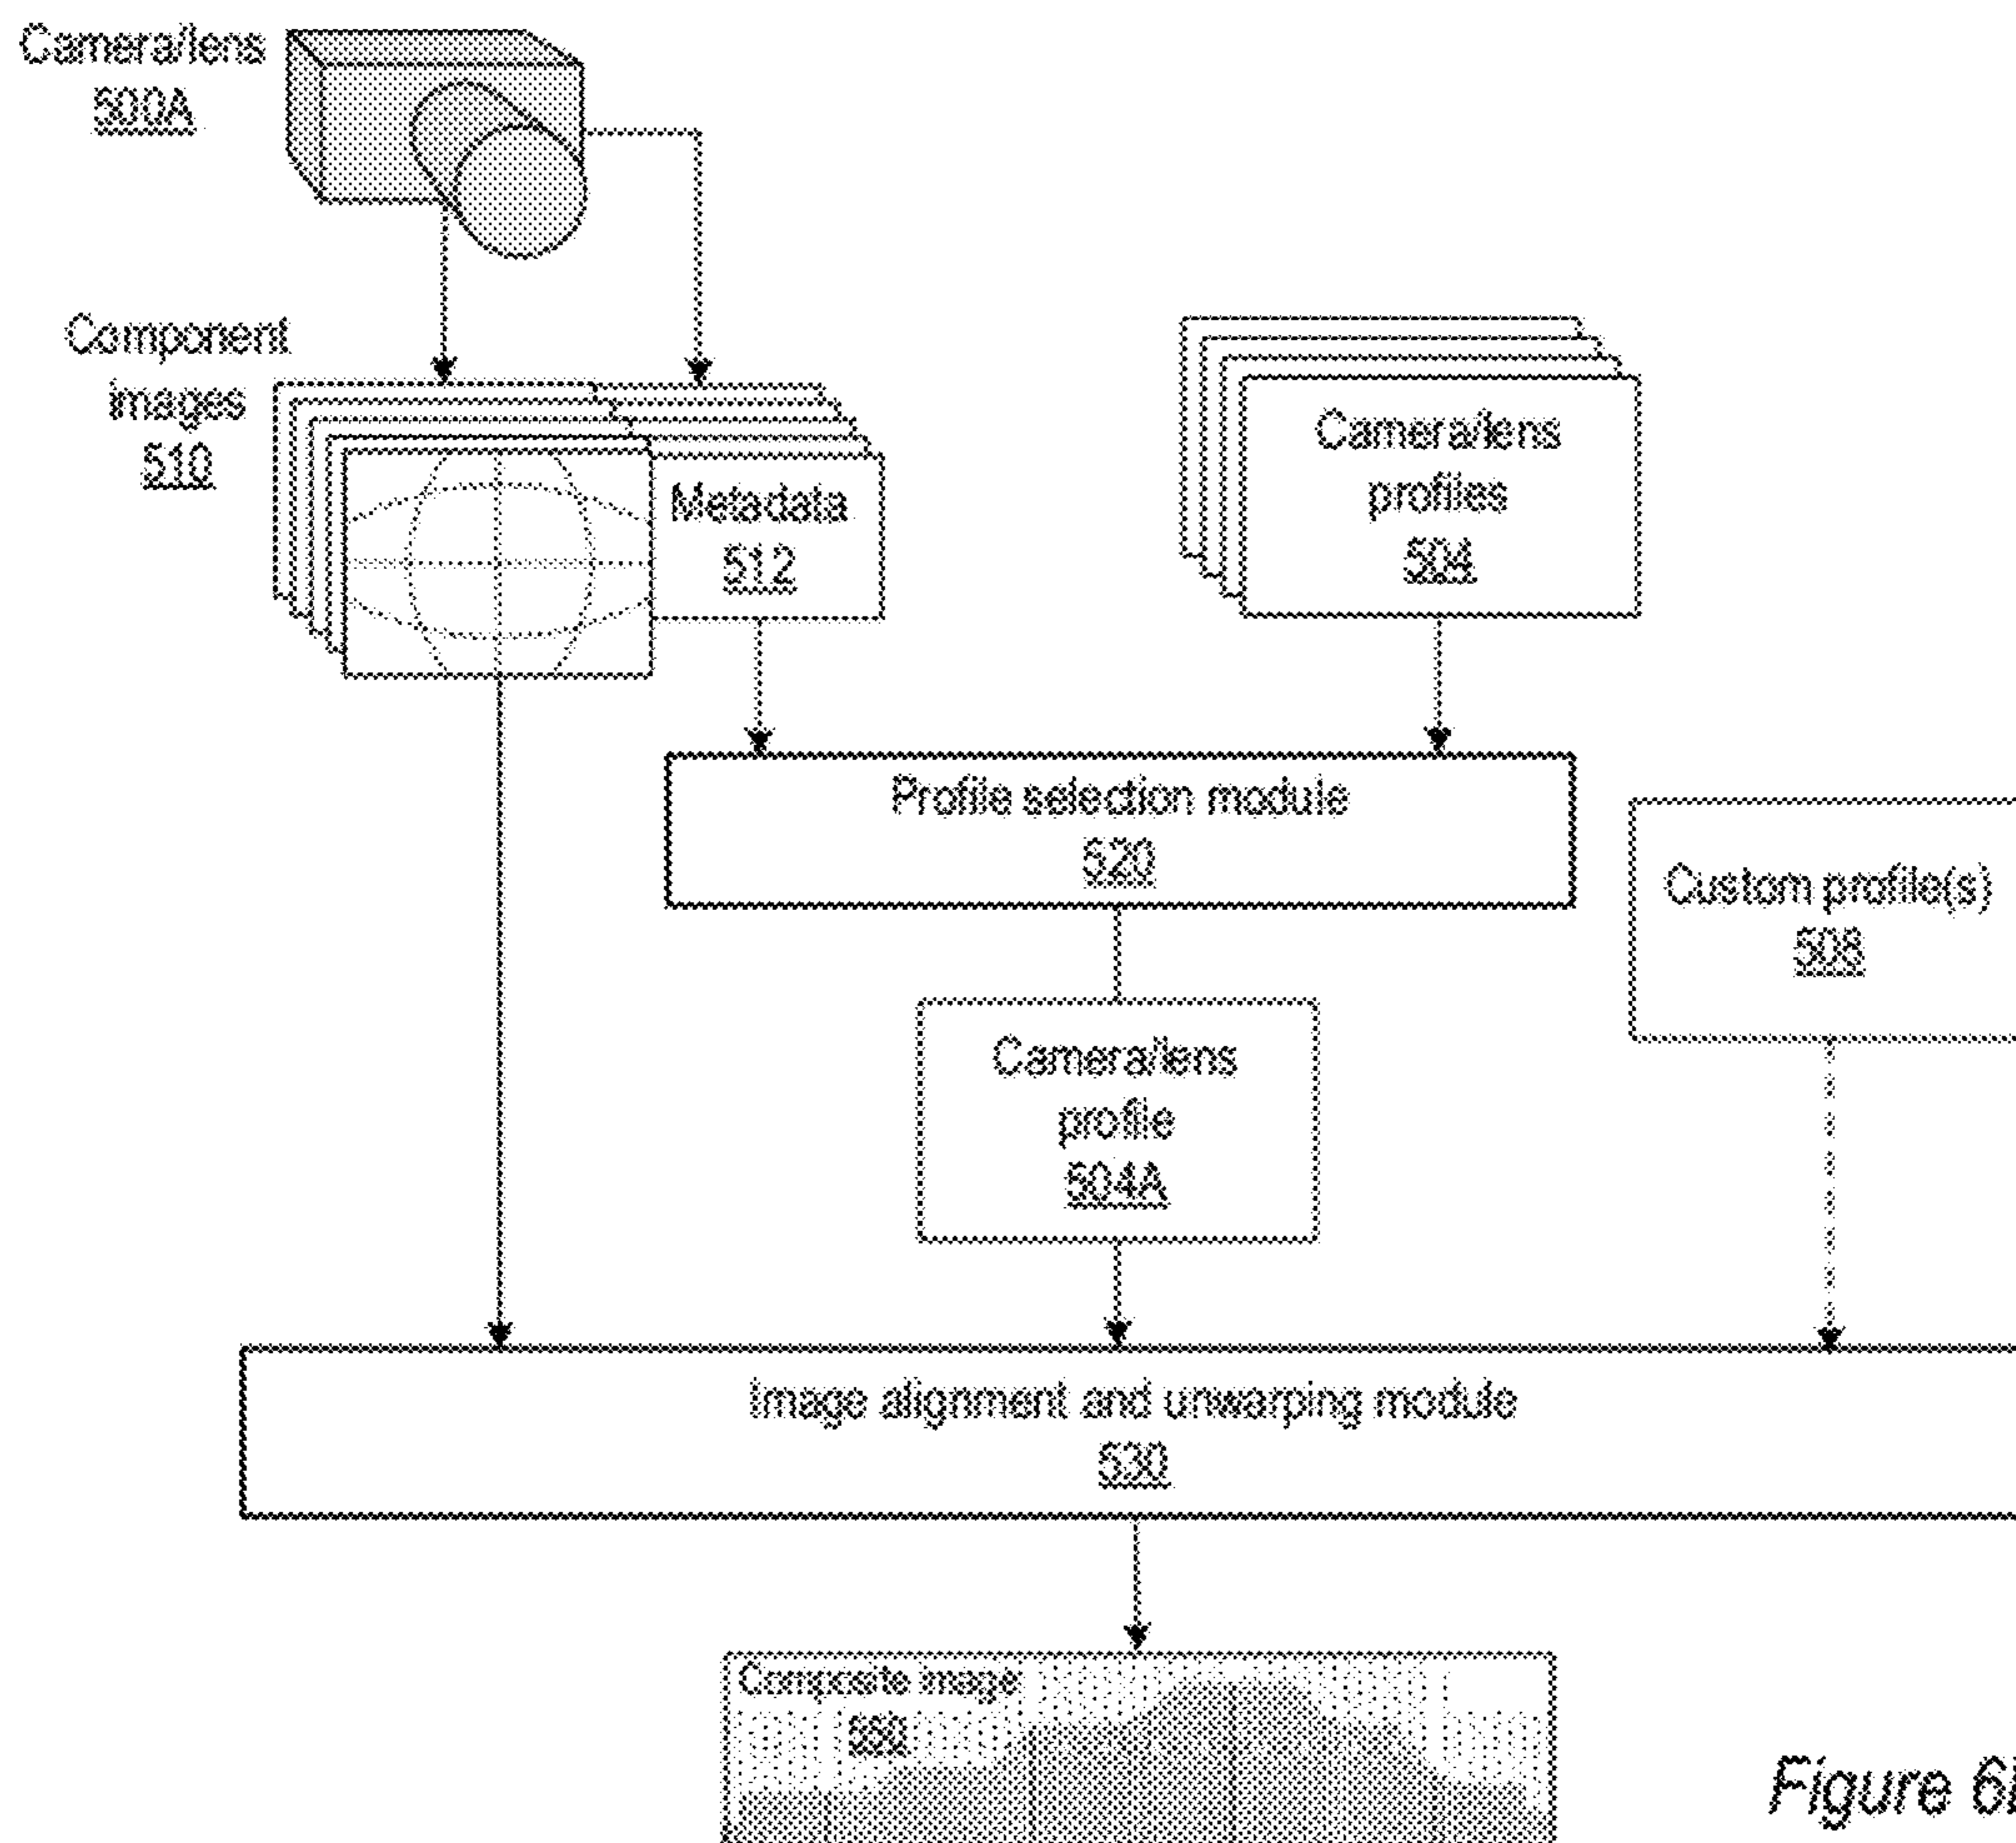 Camera/lens
500A
Component
images
510
Metadata
512
Camera/lens
profiles
504
Profile selection module
520
Custom profile(s)
508
Camera/lens
profile
504A
Image alignment and unwarping module
530
Composite image
550
Figure